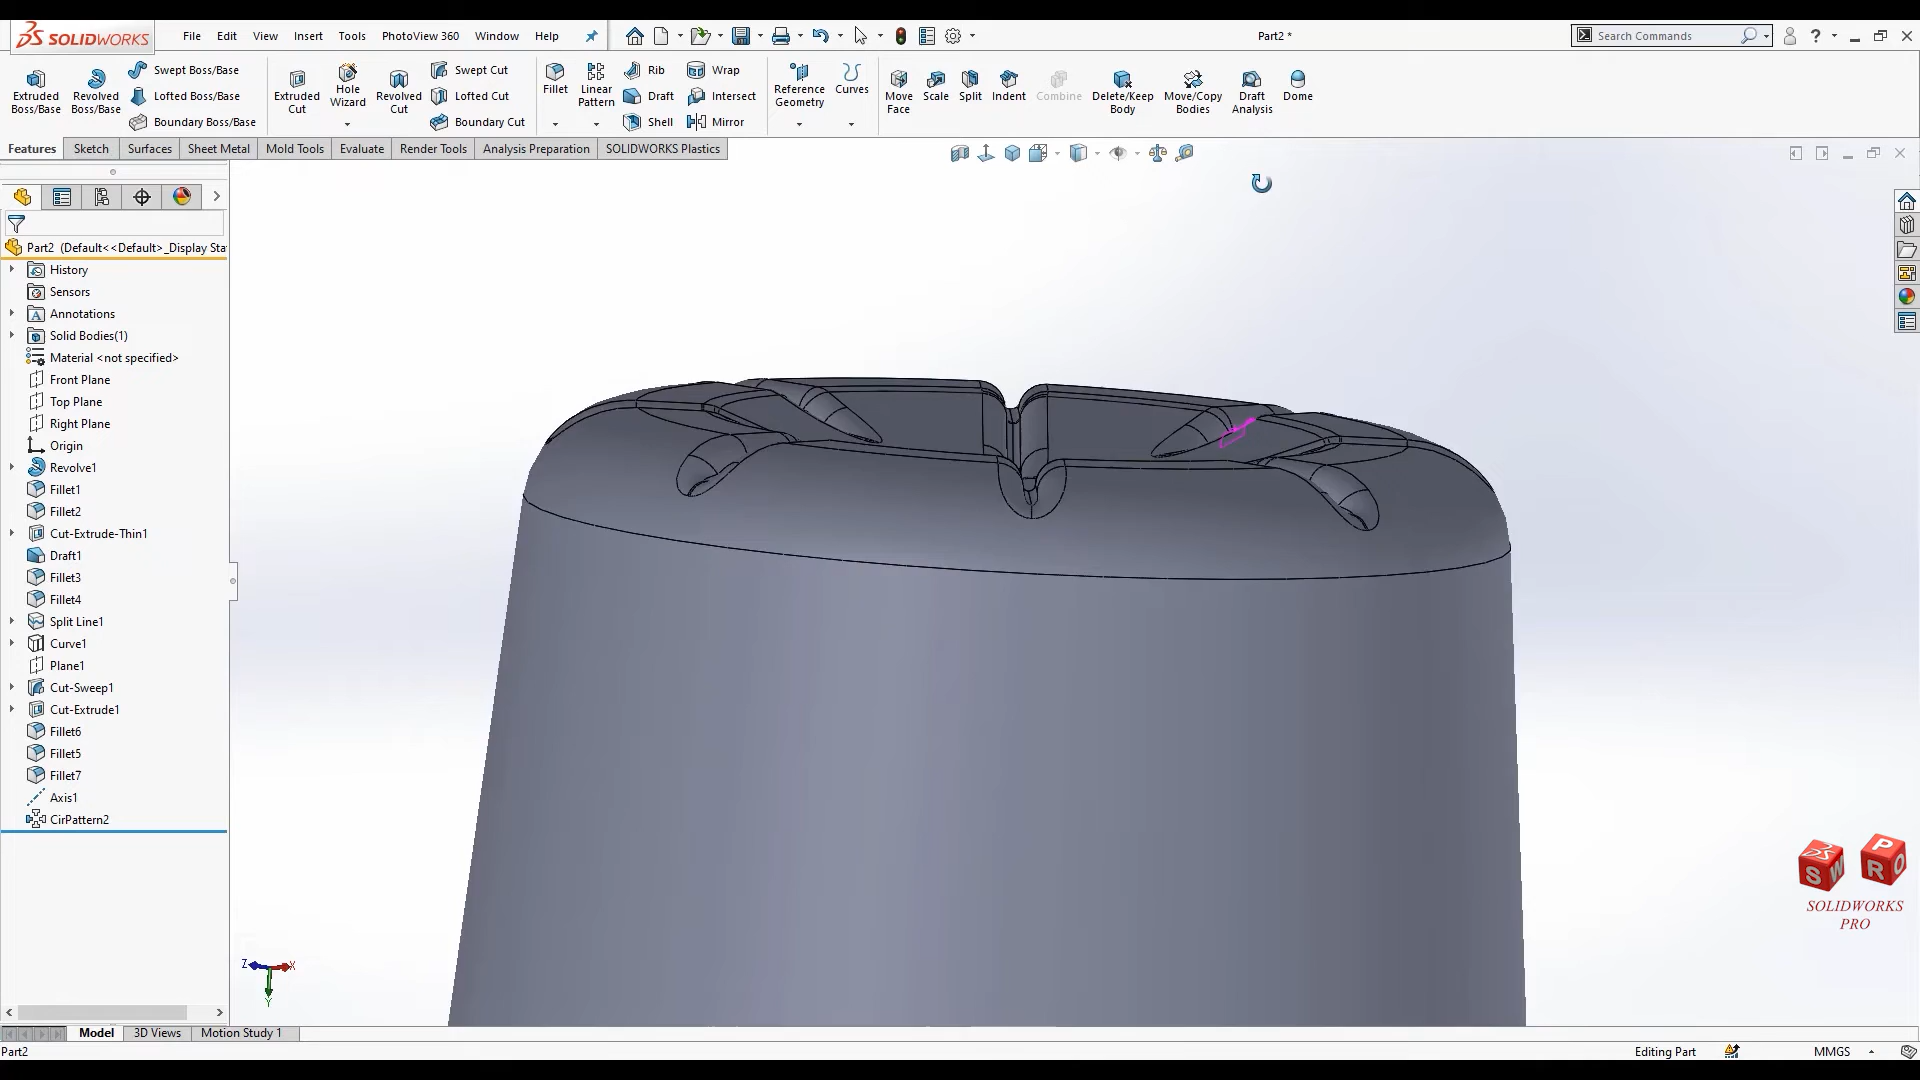 SOLIDWORKS
File Edit View Insert Tools PhotoView 360 Window Help
Part2 *
Search Commands
Extruded Boss/Base
Revolved Boss/Base
Swept Boss/Base
Lofted Boss/Base
Boundary Boss/Base
Extruded Cut
Hole Wizard
Revolved Cut
Swept Cut
Lofted Cut
Boundary Cut
Fillet
Linear Pattern
Rib
Draft
Shell
Wrap
Intersect
Mirror
Reference Geometry
Curves
Move Face
Scale
Split
Indent
Combine
Delete/Keep Body
Move/Copy Bodies
Draft Analysis
Dome
Features Sketch Surfaces Sheet Metal Mold Tools Evaluate Render Tools Analysis Preparation SOLIDWORKS Plastics
Part2 (Default<<Default>_Display Sta
History
Sensors
Annotations
Solid Bodies(1)
Material <not specified>
Front Plane
Top Plane
Right Plane
Origin
Revolve1
Fillet1
Fillet2
Cut-Extrude-Thin1
Draft1
Fillet3
Fillet4
Split Line1
Curve1
Plane1
Cut-Sweep1
Cut-Extrude1
Fillet6
Fillet5
Fillet7
Axis1
CirPattern2
Z X
Y
S W P R O
SOLIDWORKS
PRO
Model 3D Views Motion Study 1
Part2
Editing Part
MMGS